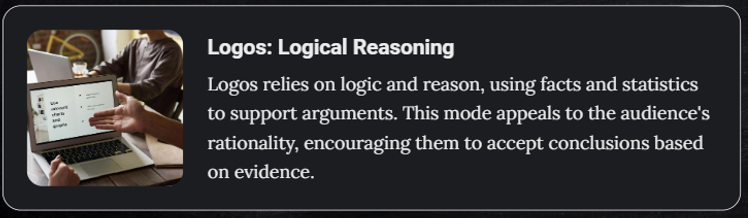 Logos: Logical Reasoning
Logos relies on logic and reason, using facts and statistics
to support arguments. This mode appeals to the audience's
rationality, encouraging them to accept conclusions based
on evidence.